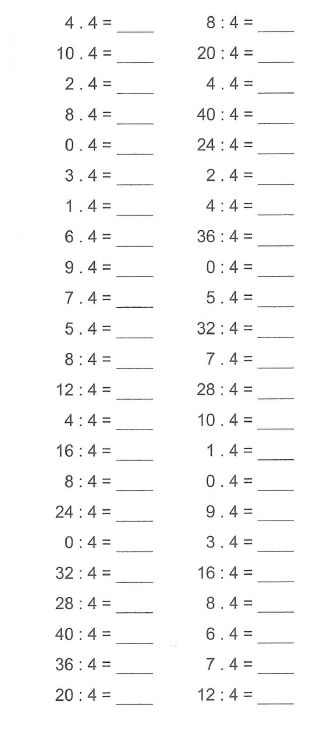 4 . 4 = ____ 8 : 4 = ____
10 . 4 = ____ 20 : 4 = ____
2 . 4 = ____ 4 . 4 = ____
8 . 4 = ____ 40 : 4 = ____
0 . 4 = ____ 24 : 4 = ____
3 . 4 = ____ 2 . 4 = ____
1 . 4 = ____ 4 : 4 = ____
6 . 4 = ____ 36 : 4 = ____
9 . 4 = ____ 0 : 4 = ____
7 . 4 = ____ 5 . 4 = ____
5 . 4 = ____ 32 : 4 = ____
8 : 4 = ____ 7 . 4 = ____
12 : 4 = ____ 28 : 4 = ____
4 : 4 = ____ 10 . 4 = ____
16 : 4 = ____ 1 . 4 = ____
8 : 4 = ____ 0 . 4 = ____
24 : 4 = ____ 9 . 4 = ____
0 : 4 = ____ 3 . 4 = ____
32 : 4 = ____ 16 : 4 = ____
28 : 4 = ____ 8 . 4 = ____
40 : 4 = ____ 6 . 4 = ____
36 : 4 = ____ 7 . 4 = ____
20 : 4 = ____ 12 : 4 = ____